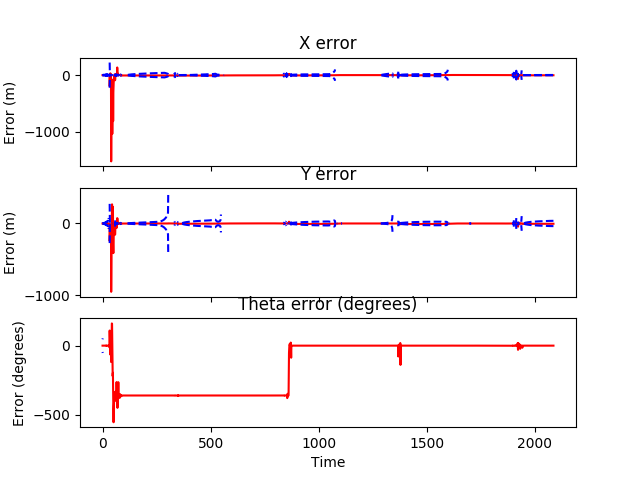 X error
0
−1000
Error (m)
Y error
0
−1000
Error (m)
Theta error (degrees)
0
−500
Error (degrees)
0 500 1000 1500 2000
Time